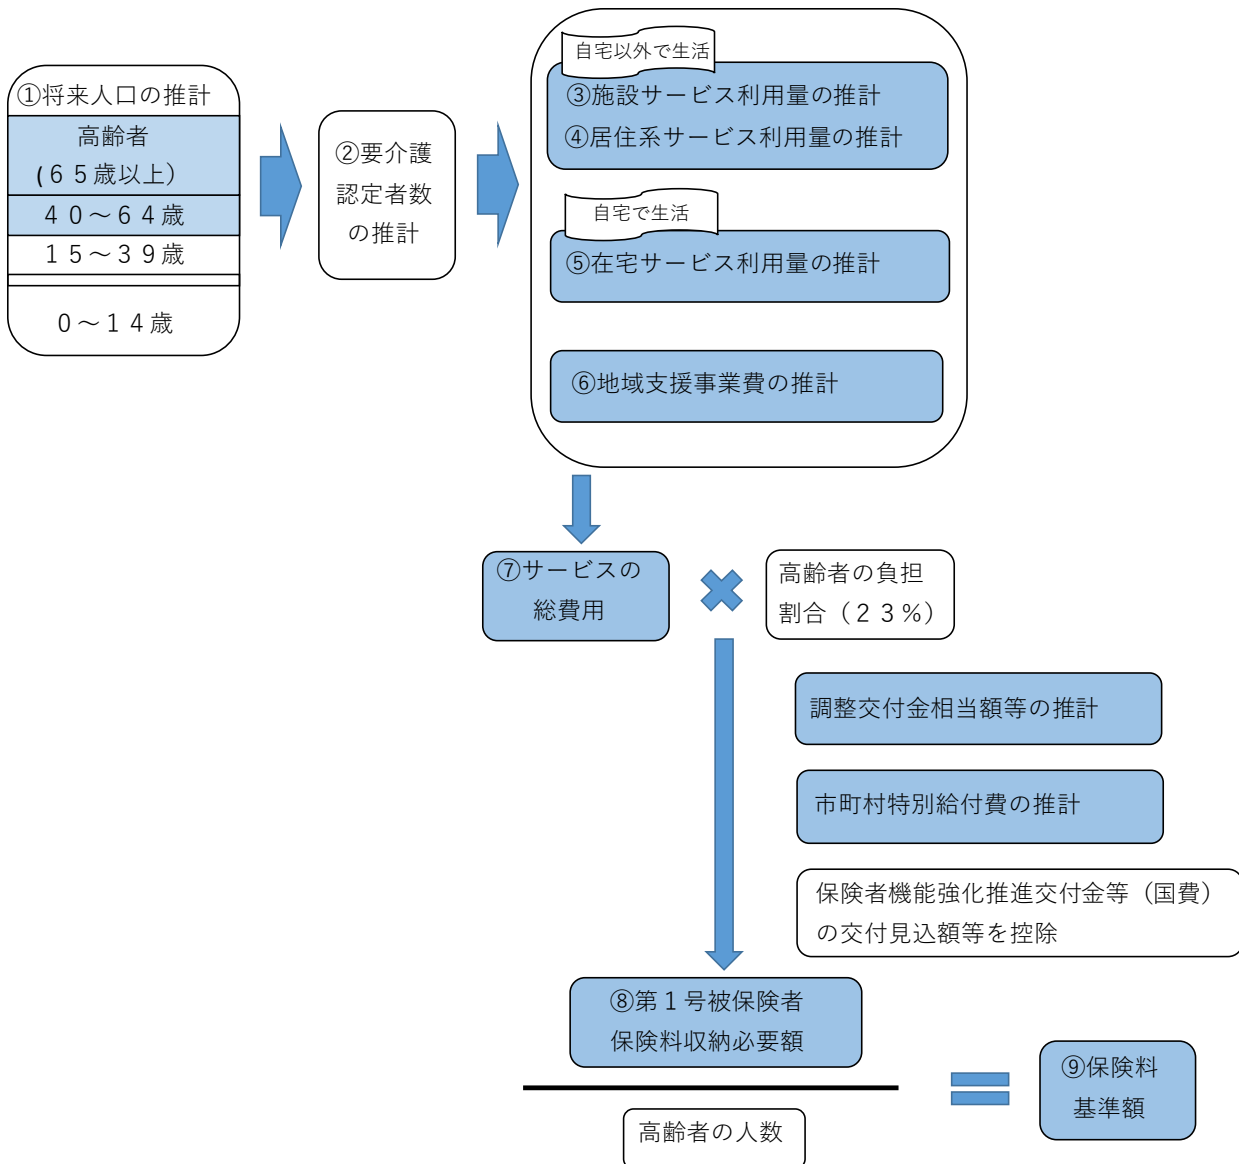 ①将来人口の推計
高齢者
(６５歳以上）
４０～６４歳
１５～３９歳
０～１４歳
②要介護
認定者数
の推計
自宅以外で生活
③施設サービス利用量の推計
④居住系サービス利用量の推計
自宅で生活
⑤在宅サービス利用量の推計
⑥地域支援事業費の推計
⑦サービスの
総費用
高齢者の負担
割合（２３%）
調整交付金相当額等の推計
市町村特別給付費の推計
保険者機能強化推進交付金等（国費）
の交付見込額等を控除
⑧第１号被保険者
保険料収納必要額
高齢者の人数
⑨保険料
基準額